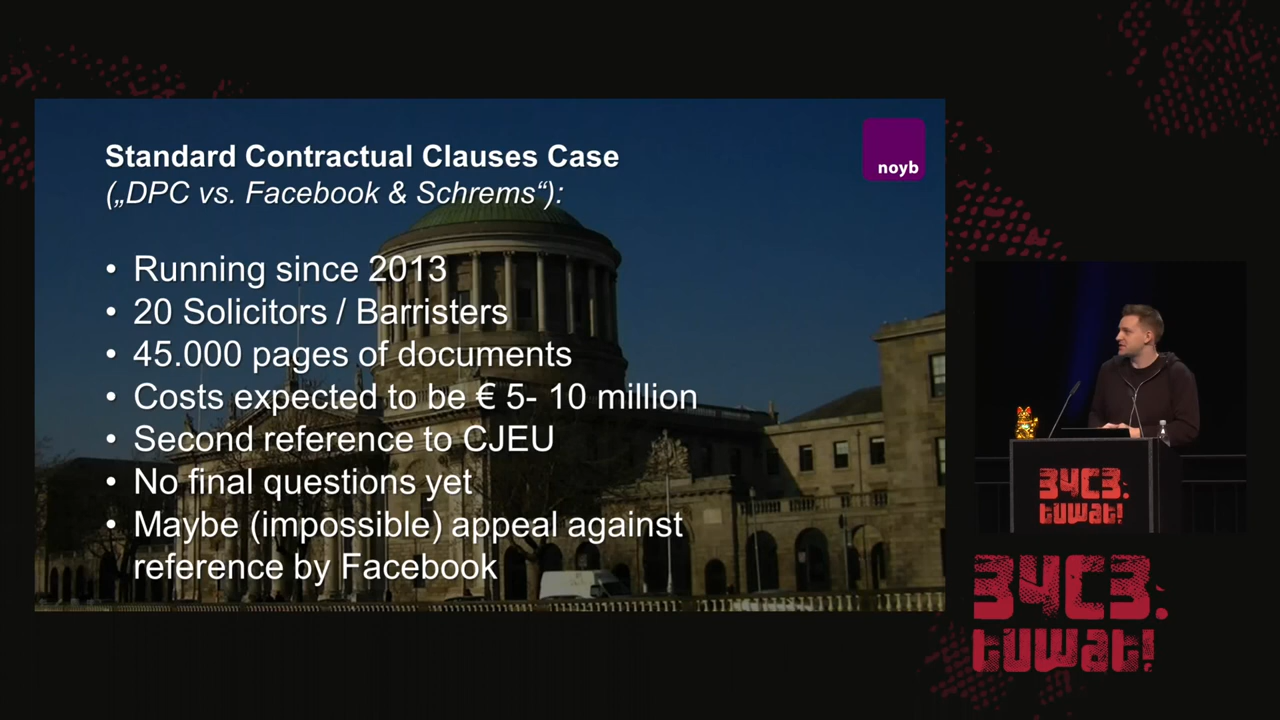 Standard Contractual Clauses Case
(„DPC vs. Facebook & Schrems“):
noyb
• Running since 2013
• 20 Solicitors / Barristers
• 45.000 pages of documents
• Costs expected to be € 5- 10 million
• Second reference to CJEU
• No final questions yet
• Maybe (impossible) appeal against
reference by Facebook
34C3.
tuwat!
34C3.
tuwat!